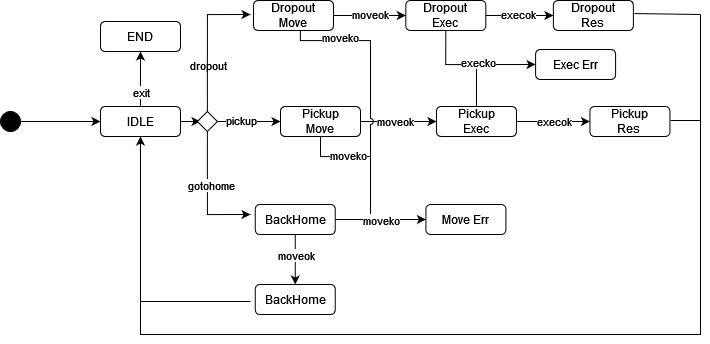 Dropout
Move
moveok
Dropout
Exec
execok
Dropout
Res
END
moveko
dropout
execko
Exec Err
exit
IDLE
pickup
Pickup
Move
moveok
Pickup
Exec
execok
Pickup
Res
moveko
gotohome
BackHome
moveko
Move Err
moveok
BackHome